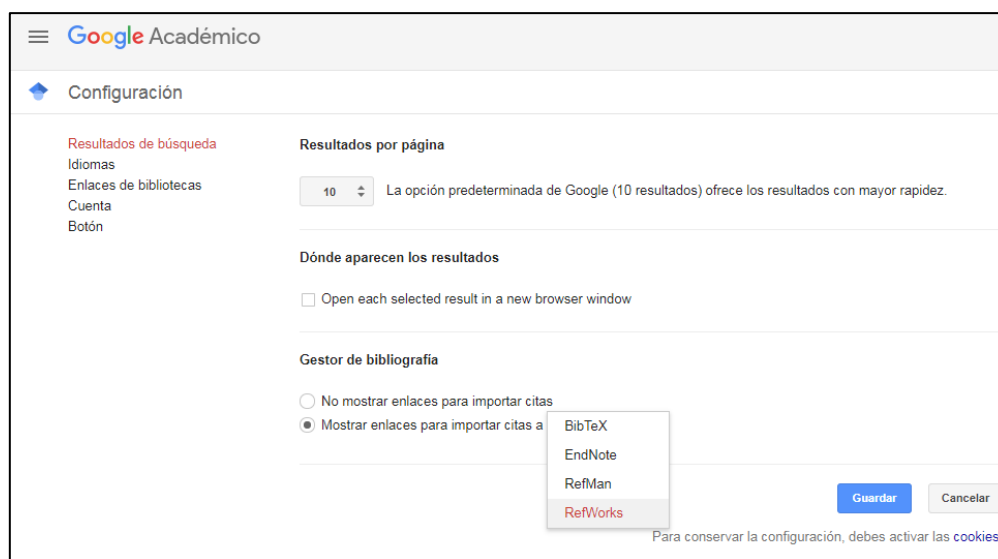 Google Académico
Configuración
Resultados de búsqueda
Idiomas
Enlaces de bibliotecas
Cuenta
Botón
Resultados por página
10 La opción predeterminada de Google (10 resultados) ofrece los resultados con mayor rapidez.
Dónde aparecen los resultados
Open each selected result in a new browser window
Gestor de bibliografía
No mostrar enlaces para importar citas
Mostrar enlaces para importar citas a
BibTeX
EndNote
RefMan
RefWorks
Guardar Cancelar
Para conservar la configuración, debes activar las cookies